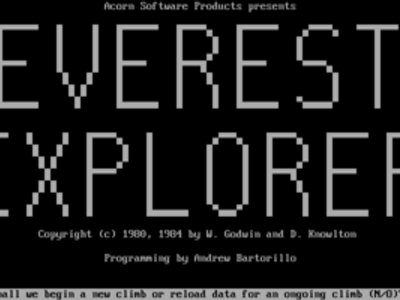 Acorn Software Products presents
EVEREST
EXPLORER
Copyright (c) 1980, 1984 by W. Godwin and D. Knowlton
Programming by Andrew Bartorillo
hall we begin a new climb or reload data for an ongoing climb (N/O)?